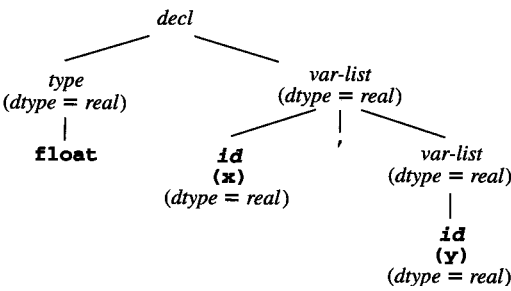 decl
type
(dtype = real)
var-list
(dtype = real)
float
id
(x)
(dtype = real)
,
var-list
(dtype = real)
id
(y)
(dtype = real)